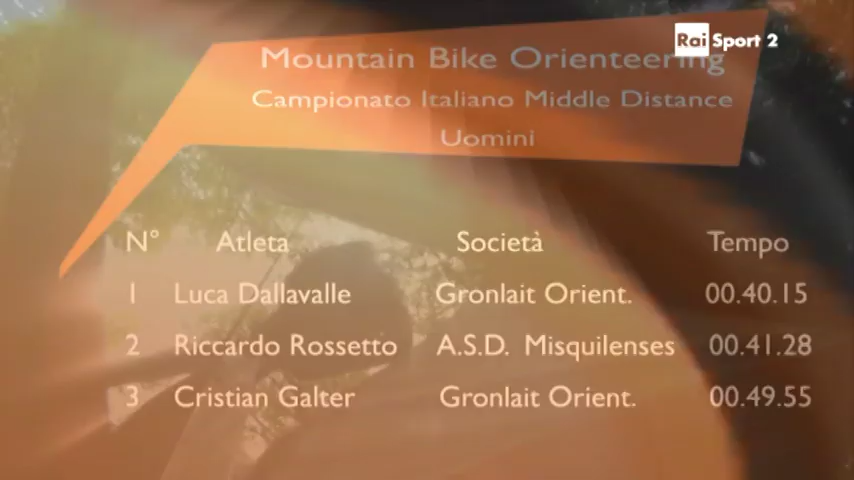 Rai Sport 2
Mountain Bike Orienteering
Campionato Italiano Middle Distance
Uomini
N° Atleta Società Tempo
1 Luca Dallavalle Gronlait Orient. 00.40.15
2 Riccardo Rossetto A.S.D. Misquilenses 00.41.28
3 Cristian Galter Gronlait Orient. 00.49.55